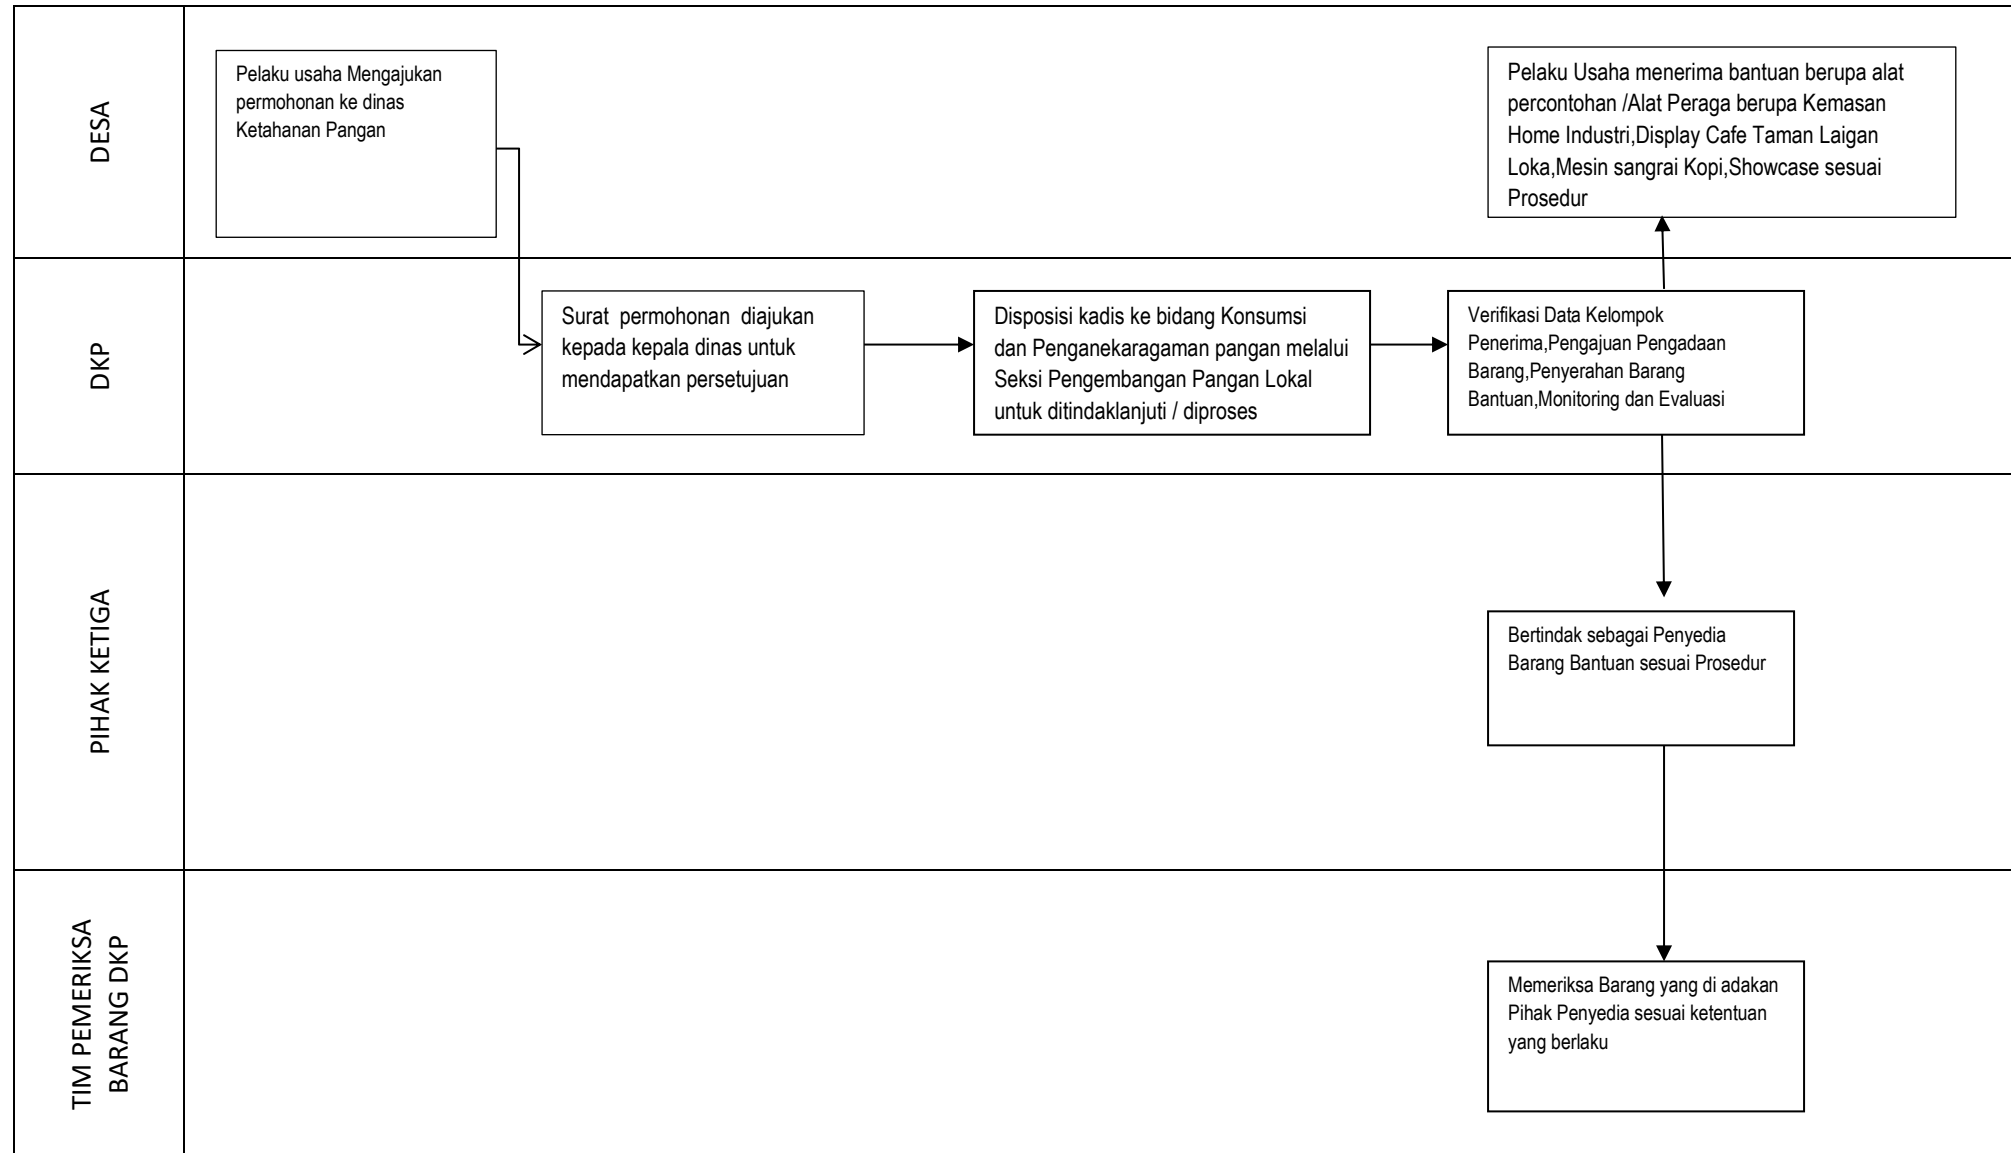 DESA
Pelaku usaha Mengajukan
permohonan ke dinas
Ketahanan Pangan
Pelaku Usaha menerima bantuan berupa alat
percontohan /Alat Peraga berupa Kemasan
Home Industri,Display Cafe Taman Laigan
Loka,Mesin sangrai Kopi,Showcase sesuai
Prosedur
DKP
Surat permohonan diajukan
kepada kepala dinas untuk
mendapatkan persetujuan
Disposisi kadis ke bidang Konsumsi
dan Penganekaragaman pangan melalui
Seksi Pengembangan Pangan Lokal
untuk ditindaklanjuti / diproses
Verifikasi Data Kelompok
Penerima,Pengajuan Pengadaan
Barang,Penyerahan Barang
Bantuan,Monitoring dan Evaluasi
PIHAK KETIGA
Bertindak sebagai Penyedia
Barang Bantuan sesuai Prosedur
TIM PEMERIKSA
BARANG DKP
Memeriksa Barang yang di adakan
Pihak Penyedia sesuai ketentuan
yang berlaku